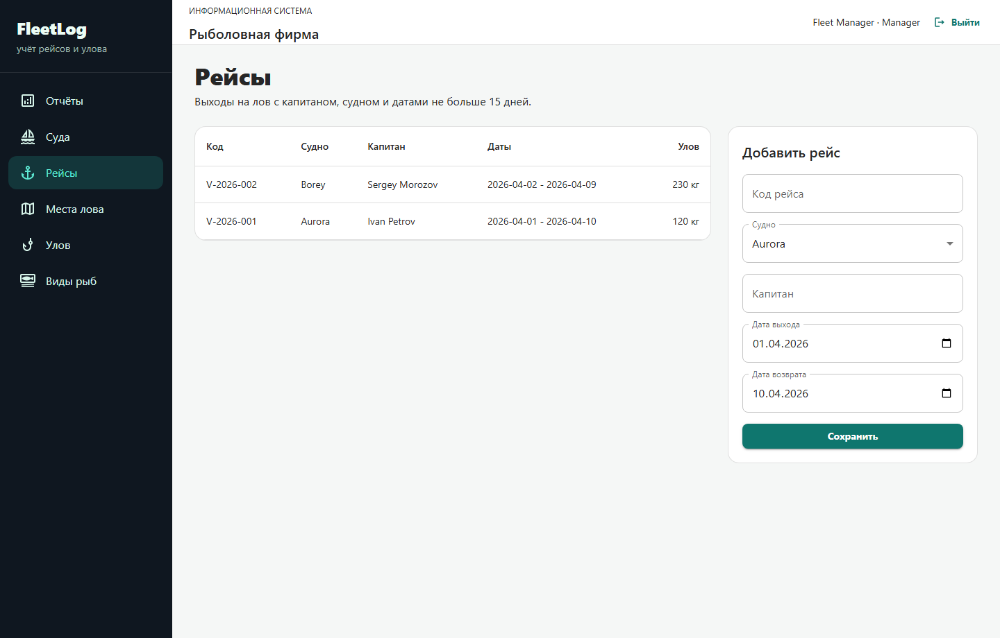 FleetLog
учёт рейсов и улова
Отчёты
Суда
Рейсы
Места лова
Улов
Виды рыб
ИНФОРМАЦИОННАЯ СИСТЕМА
Рыболовная фирма
Fleet Manager · Manager Выйти
Рейсы
Выходы на лов с капитаном, судном и датами не больше 15 дней.
Код Судно Капитан Даты Улов
V-2026-002 Borey Sergey Morozov 2026-04-02 - 2026-04-09 230 кг
V-2026-001 Aurora Ivan Petrov 2026-04-01 - 2026-04-10 120 кг
Добавить рейс
Код рейса
Судно
Aurora
Капитан
Дата выхода
01.04.2026
Дата возврата
10.04.2026
Сохранить